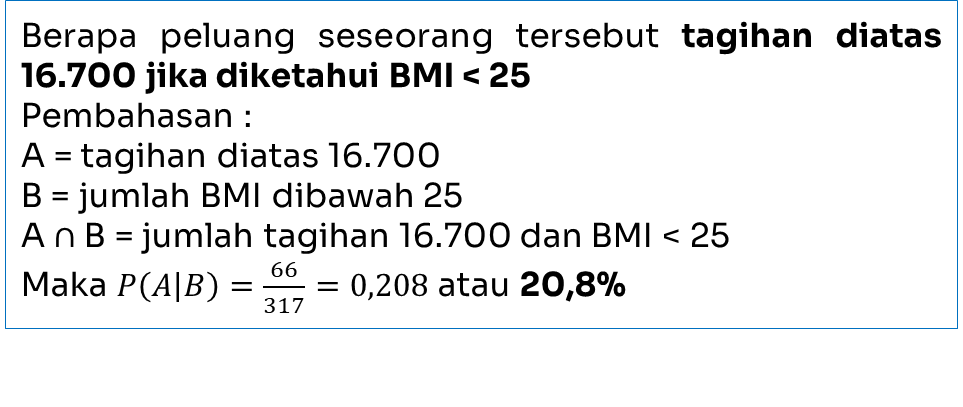 Berapa peluang seseorang tersebut tagihan diatas
16.700 jika diketahui BMI < 25
Pembahasan :
A = tagihan diatas 16.700
B = jumlah BMI dibawah 25
A ∩ B = jumlah tagihan 16.700 dan BMI < 25
Maka P(A|B) = 66/317 = 0,208 atau 20,8%